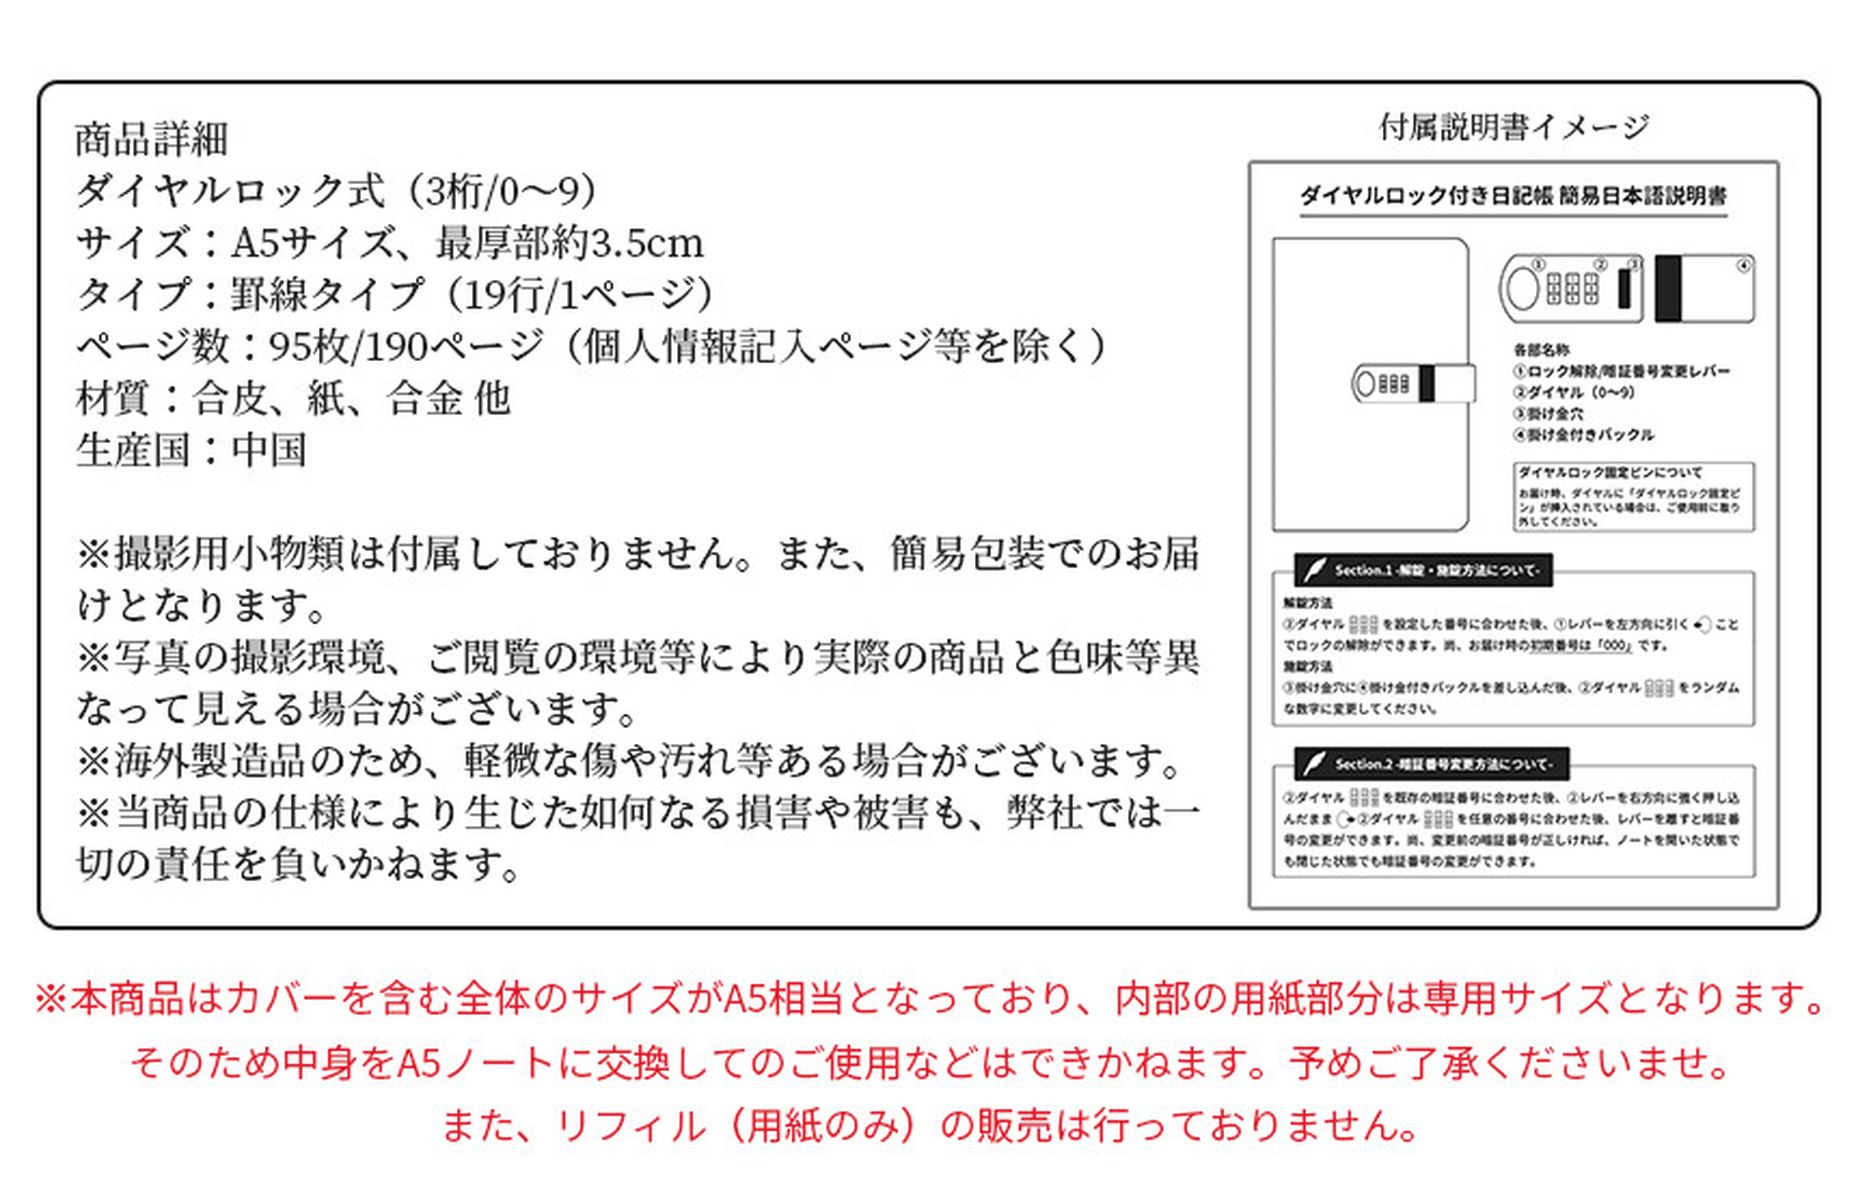 商品詳細
ダイヤルロック式（3桁/0〜9）
サイズ：A5サイズ、最厚部約3.5cm
タイプ：罫線タイプ（19行/1ページ）
ページ数：95枚/190ページ（個人情報記入ページ等を除く）
材質：合皮、紙、合金 他
生産国：中国
※撮影用小物類は付属しておりません。また、簡易包装でのお届
けとなります。
※写真の撮影環境、ご閲覧の環境等により実際の商品と色味等異
なって見える場合がございます。
※海外製造品のため、軽微な傷や汚れ等ある場合がございます。
※当商品の仕様により生じた如何なる損害や被害も、弊社では一
切の責任を負いかねます。
付属説明書イメージ
ダイヤルロック付き日記帳 簡易日本語説明書
① ② ③ ④
各部名称
①ロック解除/暗証番号変更レバー
②ダイヤル（0〜9）
③掛け金穴
④掛け金付きバックル
ダイヤルロック固定ピンについて
お届け時、ダイヤルに「ダイヤルロック固定ピ
ン」が挿入されている場合は、ご使用前に取り
外してください。
Section.1 -解錠・施錠方法について-
解錠方法
②ダイヤル を設定した番号に合わせた後、①レバーを左方向に引く こと
でロックの解除ができます。尚、お届け時の初期番号は「000」です。
施錠方法
③掛け金穴に④掛け金付きバックルを差し込んだ後、②ダイヤル をランダム
な数字に変更してください。
Section.2 -暗証番号変更方法について-
②ダイヤル を既存の暗証番号に合わせた後、②レバーを右方向に強く押し込
んだまま ②ダイヤル を任意の番号に合わせた後、レバーを離すと暗証番
号の変更ができます。尚、変更前の暗証番号が正しければ、ノートを開いた状態で
も閉じた状態でも暗証番号の変更ができます。
※本商品はカバーを含む全体のサイズがA5相当となっており、内部の用紙部分は専用サイズとなります。
そのため中身をA5ノートに交換してのご使用などはできかねます。予めご了承くださいませ。
また、リフィル（用紙のみ）の販売は行っておりません。